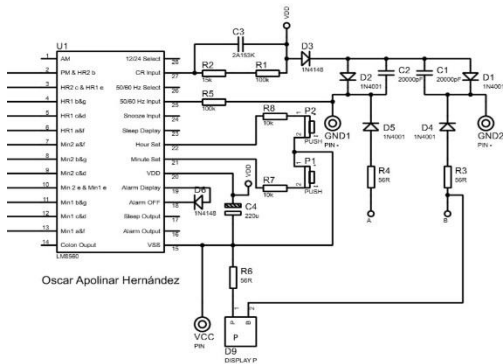 U1
1 AM 12/24 Select 28
2 PM & HR2 b CR Input 27
3 HR2 c & HR1 e 50/60 Hz Select 26
4 HR1 b&g 50/60 Hz Input 25
5 HR1 c&d Snooze Input 24
6 HR1 a&f Sleep Display 23
7 Min2 a&f Hour Set 22
8 Min2 b&g Minute Set 21
9 Min2 c&d VDD 20
10 Min 2 e & Min1 e Alarm Display 19
11 Min1 b&g Alarm OFF 18
12 Min1 c&d Sleep Output 17
13 Min1 a&f Alarm Output 16
14 Colon Ouput VSS 15
LM8560
C3
2A153K
VDD
R2
15k
R1
100k
D3
1N4148
D2
1N4001
C2
20000pF
C1
20000pF
D1
1N4001
R5
100k
R8
10k
P2
PUSH
GND1
PIN
GND2
PIN
D5
1N4001
D4
1N4001
P1
PUSH
R7
10k
D6
1N4148
VDD
C4
220u
R4
56R
R3
56R
A
B
Oscar Apolinar Hernández
R6
56R
VCC
PIN
P
B
P
D9
DISPLAY P